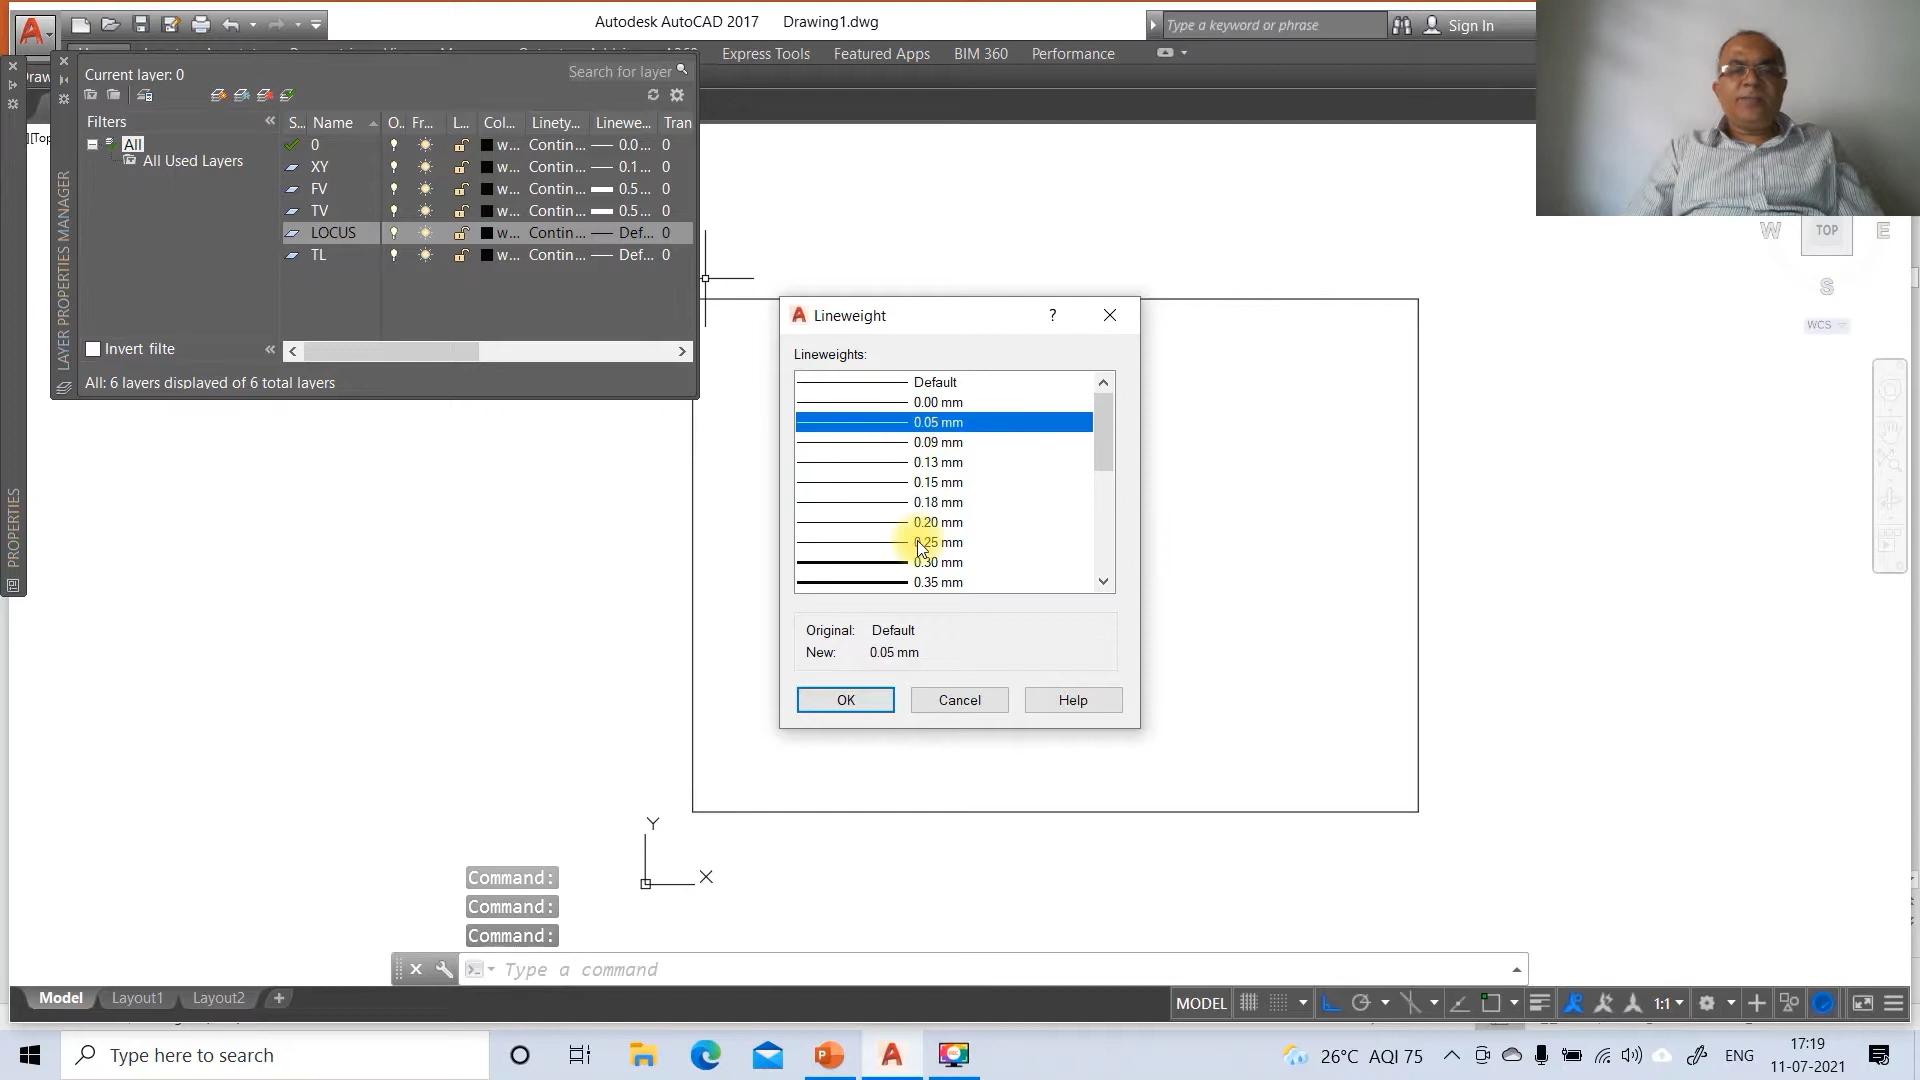 Autodesk AutoCAD 2017 Drawing1.dwg
Type a keyword or phrase
Sign In
Express Tools Featured Apps BIM 360 Performance
Current layer: 0
Search for layer
Filters
S.. Name O.. Fr... L... Col... Linety... Linewe... Tran
All
All Used Layers
0 w... Contin... 0.0... 0
XY w... Contin... 0.1... 0
FV w... Contin... 0.5... 0
TV w... Contin... 0.5... 0
LOCUS w... Contin... Def... 0
TL w... Contin... Def... 0
Invert filte
All: 6 layers displayed of 6 total layers
LAYER PROPERTIES MANAGER
PROPERTIES
][Top
W TOP E
S
WCS
Lineweight
?
Lineweights:
Default
0.00 mm
0.05 mm
0.09 mm
0.13 mm
0.15 mm
0.18 mm
0.20 mm
0.25 mm
0.30 mm
0.35 mm
Original: Default
New: 0.05 mm
OK Cancel Help
Y
X
Command:
Command:
Command:
Type a command
Model Layout1 Layout2 +
MODEL 1:1
Type here to search
26°C AQI 75 ENG
17:19
11-07-2021